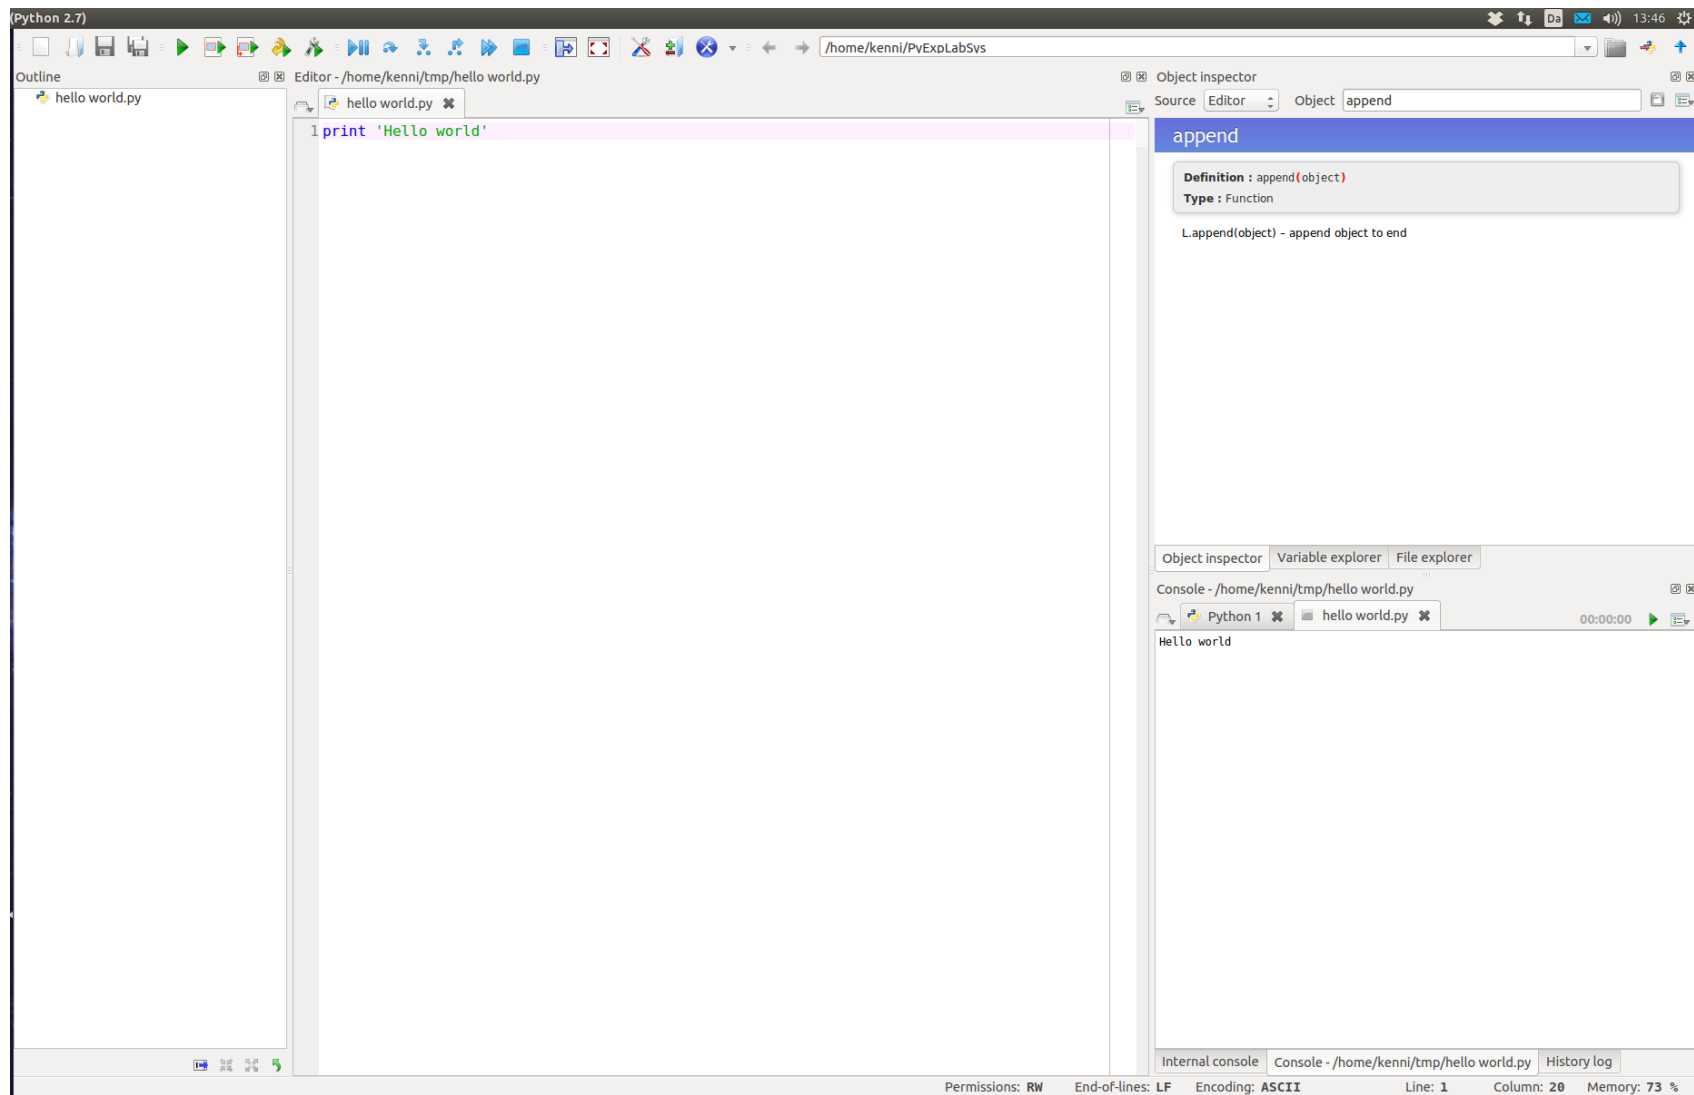 (Python 2.7)
Da
13:46
/home/kenni/PyExpLabSys
Outline
hello world.py
Editor - /home/kenni/tmp/hello world.py
hello world.py
1 print 'Hello world'
Object inspector
Source Editor Object append
append
Definition : append(object)
Type : Function
L.append(object) – append object to end
Object inspector Variable explorer File explorer
Console - /home/kenni/tmp/hello world.py
Python 1 hello world.py 00:00:00
Hello world
Internal console Console - /home/kenni/tmp/hello world.py History log
Permissions: RW End-of-lines: LF Encoding: ASCII Line: 1 Column: 20 Memory: 73 %